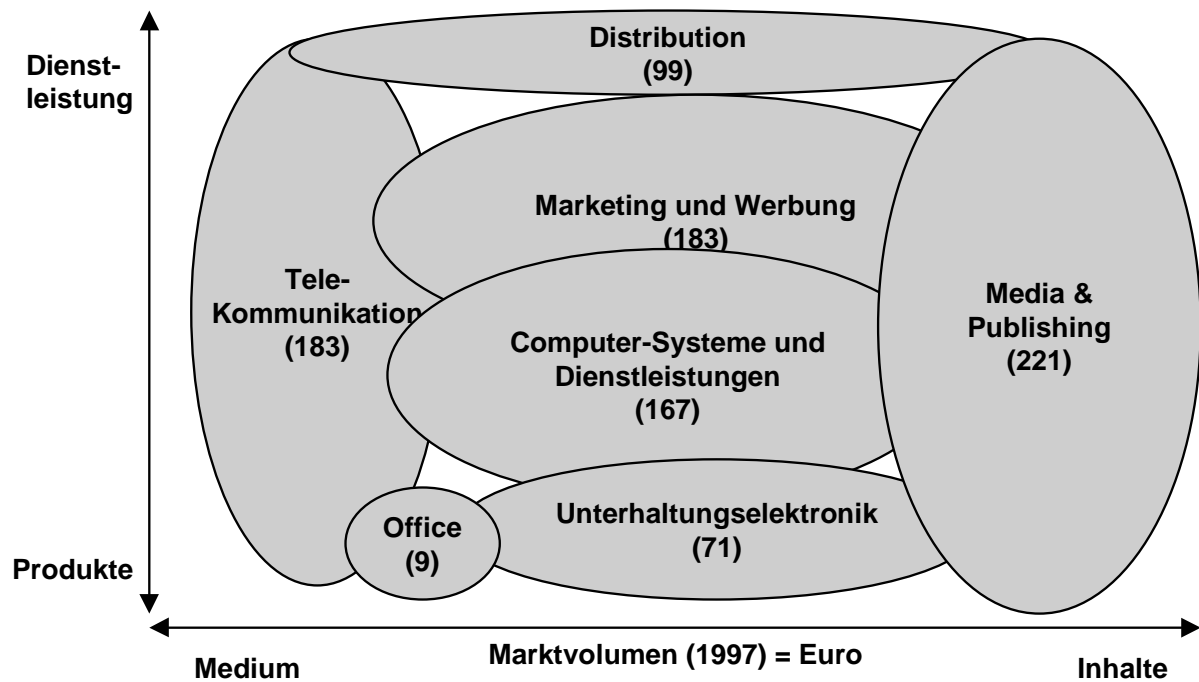 Dienst-
leistung
Distribution
(99)
Marketing und Werbung
(183)
Tele-
Kommunikation
(183)
Media &
Publishing
(221)
Computer-Systeme und
Dienstleistungen
(167)
Unterhaltungselektronik
(71)
Office
(9)
Produkte
Medium
Marktvolumen (1997) = Euro
Inhalte